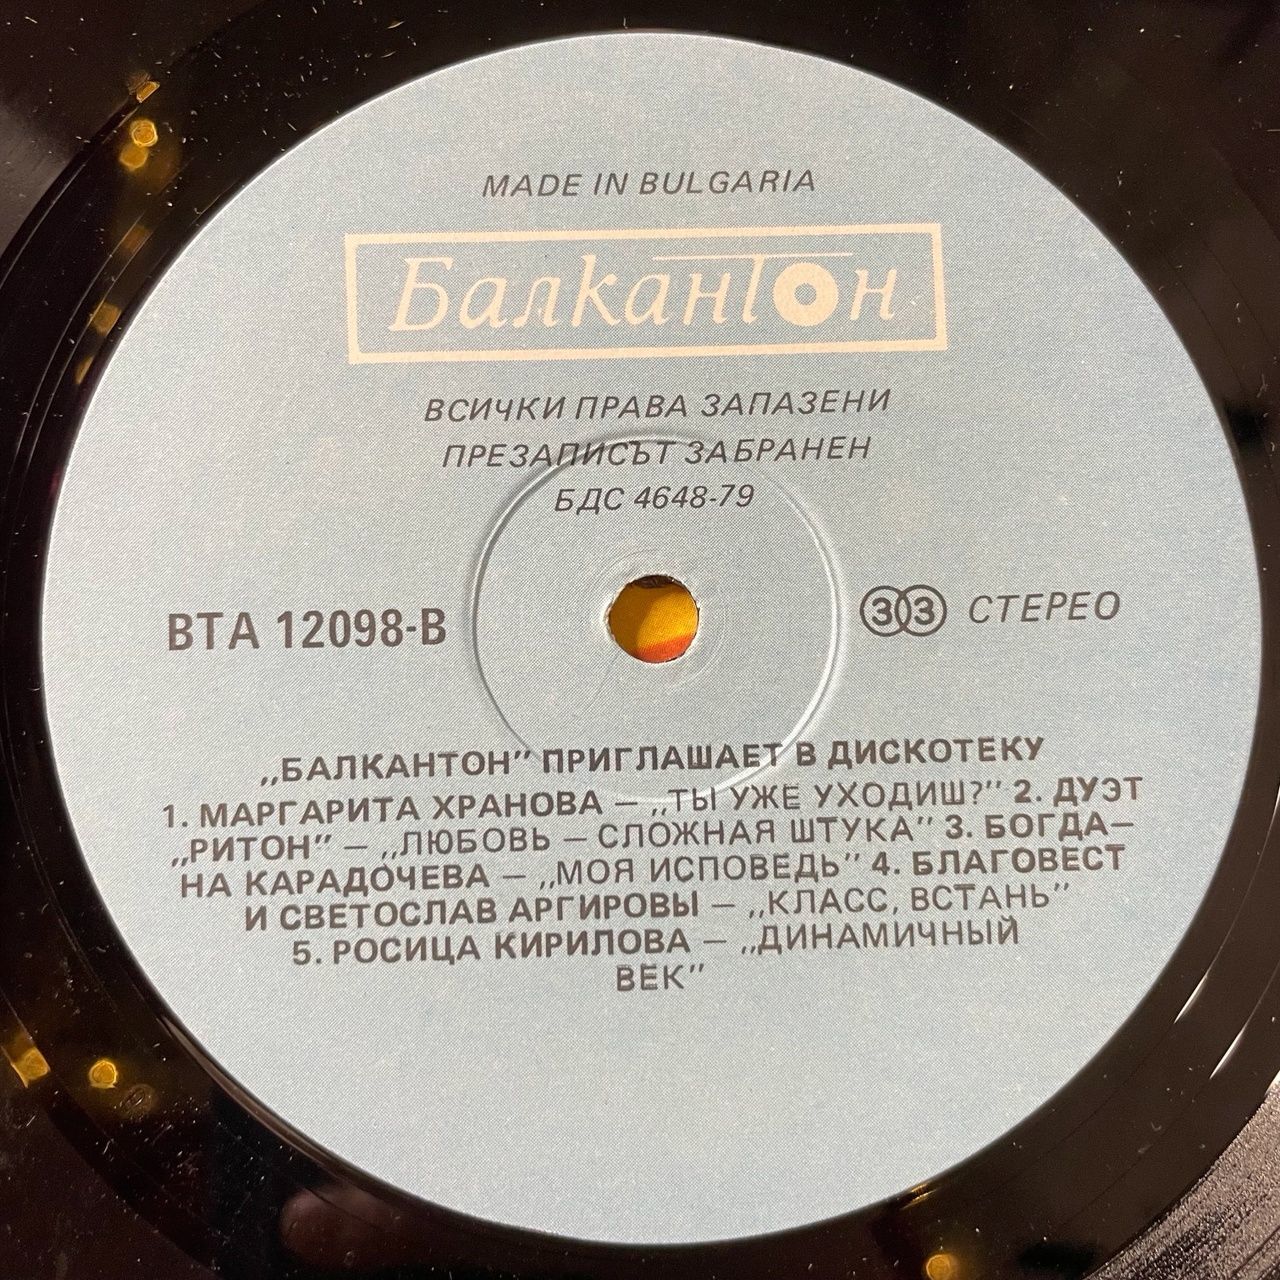 MADE IN BULGARIA
Балкантон
ВСИЧКИ ПРАВА ЗАПАЗЕНИ
ПРЕЗАПИСЪТ ЗАБРАНЕН
БДС 4648-79
ВТА 12098-В
33 СТЕРЕО
„БАЛКАНТОН” ПРИГЛАШАЕТ В ДИСКОТЕКУ
1. МАРГАРИТА ХРАНОВА – „ТЫ УЖЕ УХОДИШ?” 2. ДУЭТ
„РИТОН” – „ЛЮБОВЬ – СЛОЖНАЯ ШТУКА” 3. БОГДА–
НА КАРАДОЧЕВА – „МОЯ ИСПОВЕДЬ” 4. БЛАГОВЕСТ
И СВЕТОСЛАВ АРГИРОВЫ – „КЛАСС, ВСТАНЬ”
5. РОСИЦА КИРИЛОВА – „ДИНАМИЧНЫЙ
ВЕК”